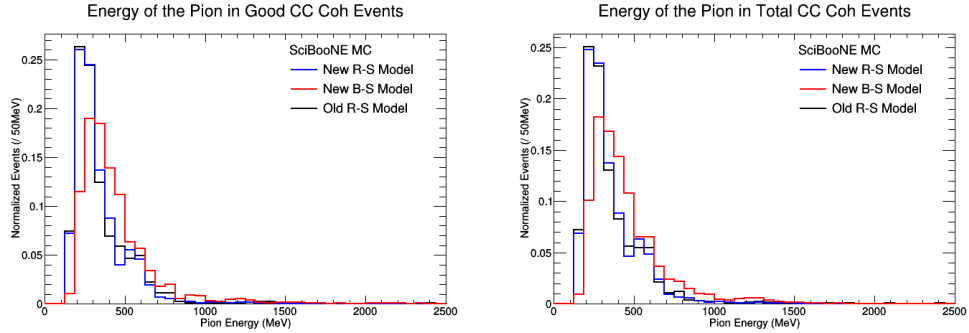 Energy of the Pion in Good CC Coh Events
Normalized Events (/ 50MeV)
0.25
0.2
0.15
0.1
0.05
0
SciBooNE MC
New R-S Model
New B-S Model
Old R-S Model
0 500 1000 1500 2000 2500
Pion Energy (MeV)
Energy of the Pion in Total CC Coh Events
Normalized Events (/ 50MeV)
0.25
0.2
0.15
0.1
0.05
0
SciBooNE MC
New R-S Model
New B-S Model
Old R-S Model
0 500 1000 1500 2000 2500
Pion Energy (MeV)